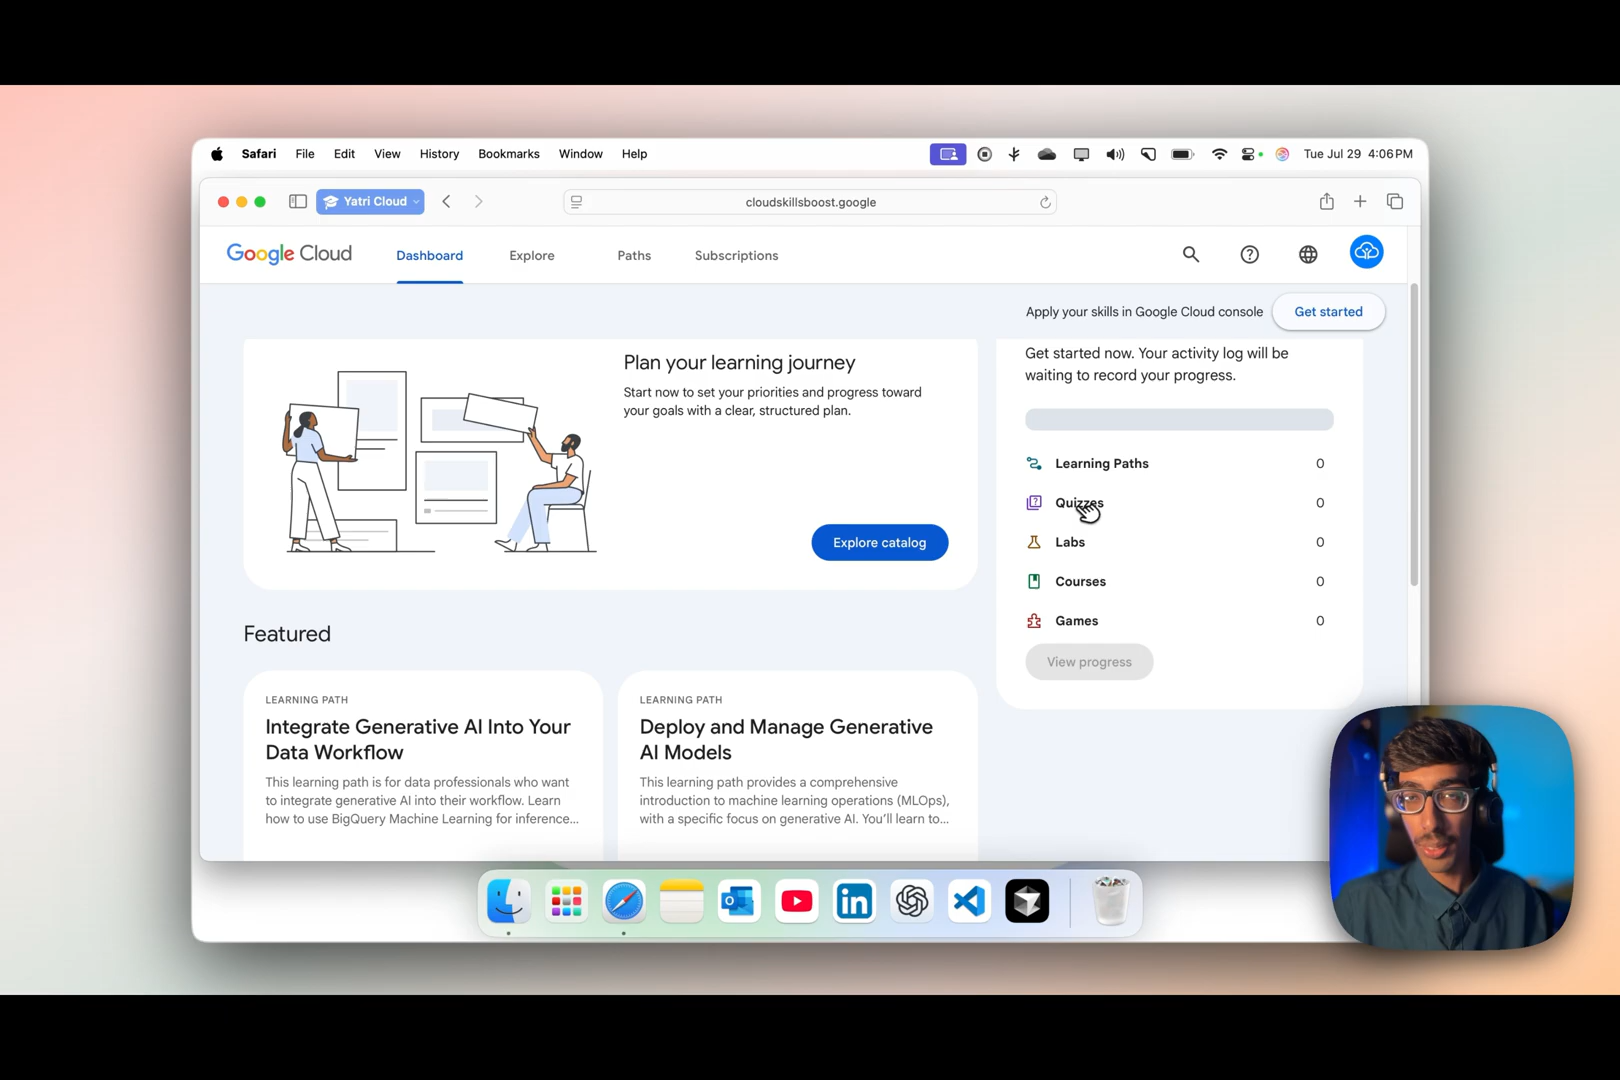 Safari File Edit View History Bookmarks Window Help Tue Jul 29 4:06 PM
Yatri Cloud cloudskillsboost.google
Google Cloud Dashboard Explore Paths Subscriptions
Apply your skills in Google Cloud console Get started
Plan your learning journey
Start now to set your priorities and progress toward
your goals with a clear, structured plan.
Explore catalog
Get started now. Your activity log will be
waiting to record your progress.
Learning Paths 0
Quizzes 0
Labs 0
Courses 0
Games 0
View progress
Featured
LEARNING PATH
Integrate Generative AI Into Your
Data Workflow
This learning path is for data professionals who want
to integrate generative AI into their workflow. Learn
how to use BigQuery Machine Learning for inference...
LEARNING PATH
Deploy and Manage Generative
AI Models
This learning path provides a comprehensive
introduction to machine learning operations (MLOps),
with a specific focus on generative AI. You'll learn to...